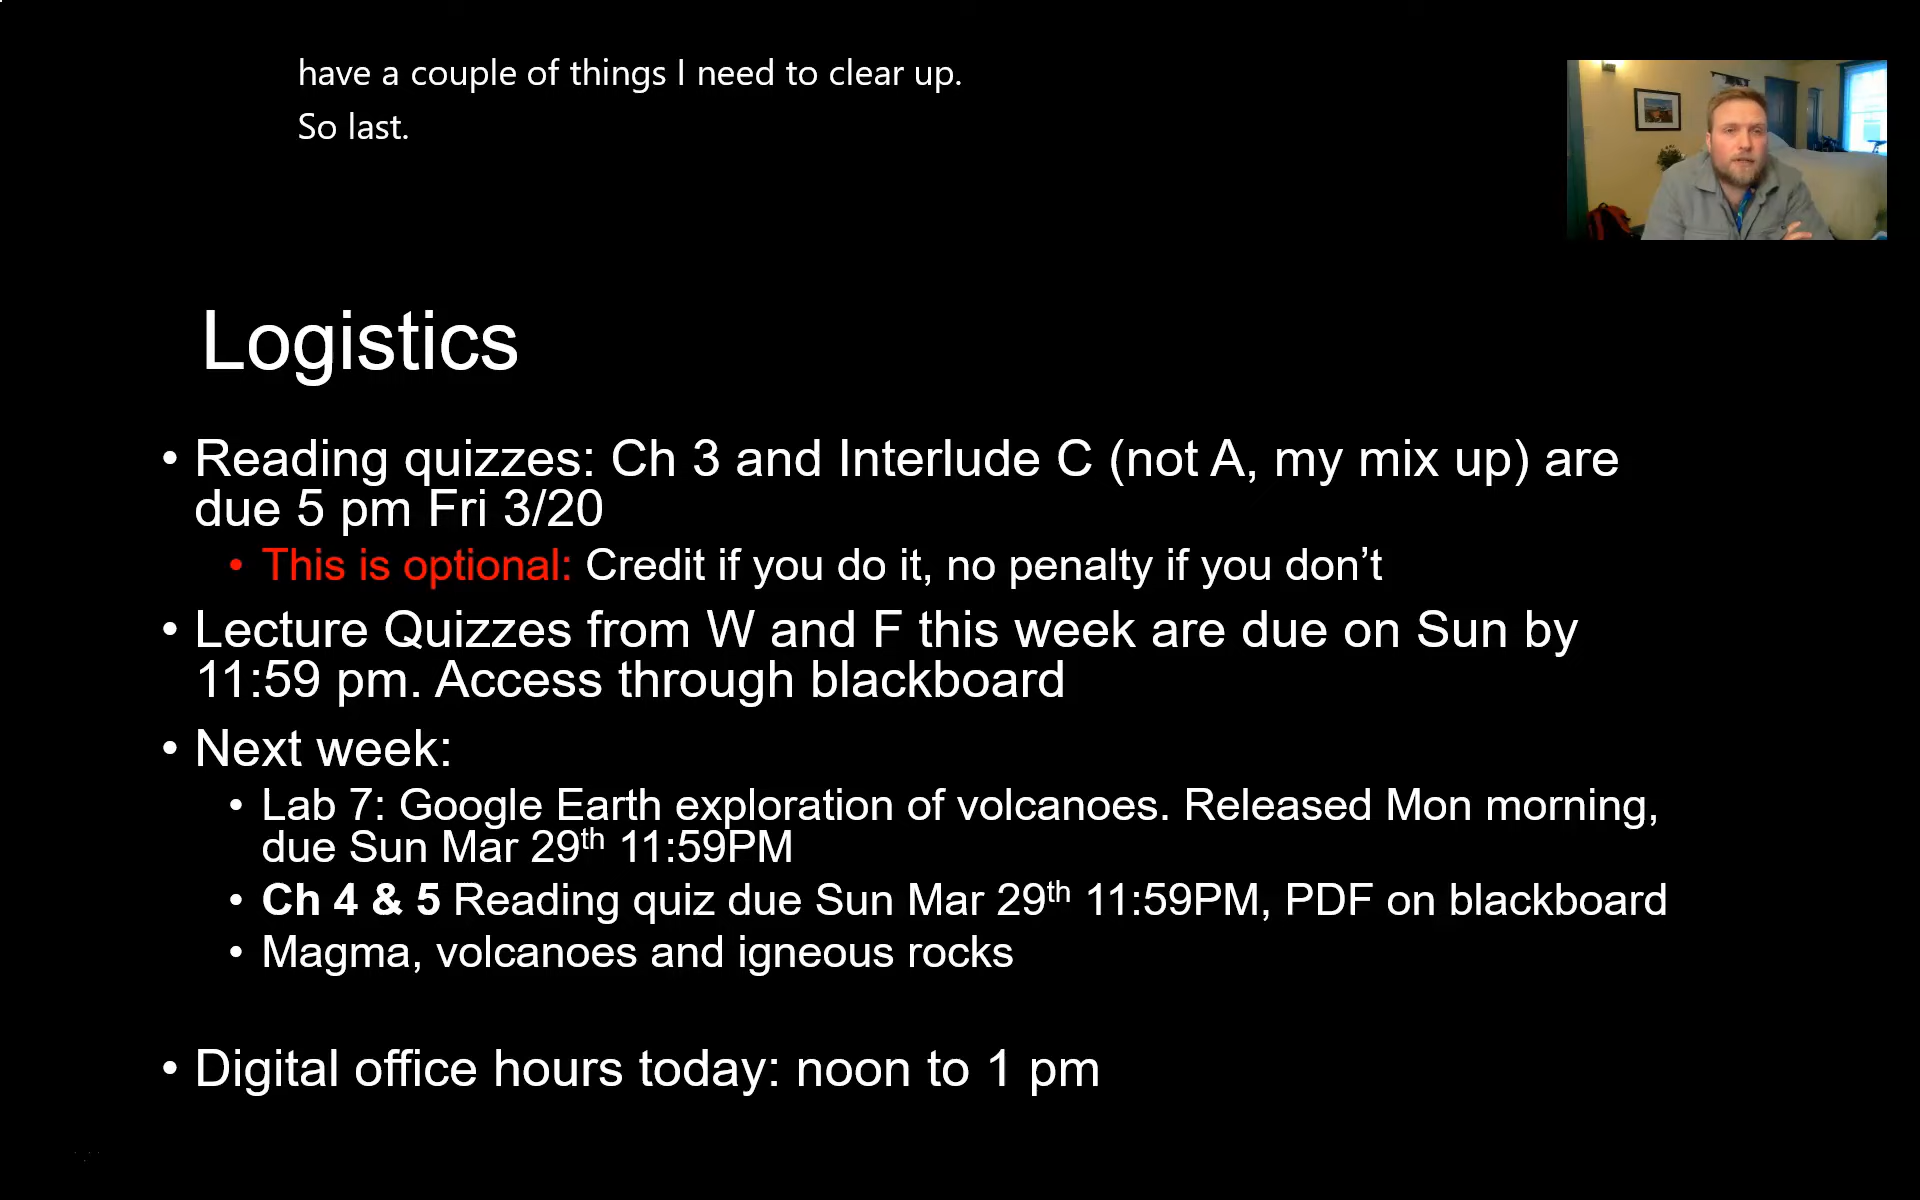 have a couple of things I need to clear up.
So last.
Logistics
• Reading quizzes: Ch 3 and Interlude C (not A, my mix up) are
due 5 pm Fri 3/20
• This is optional: Credit if you do it, no penalty if you don’t
• Lecture Quizzes from W and F this week are due on Sun by
11:59 pm. Access through blackboard
• Next week:
• Lab 7: Google Earth exploration of volcanoes. Released Mon morning,
due Sun Mar 29th 11:59PM
• Ch 4 & 5 Reading quiz due Sun Mar 29th 11:59PM, PDF on blackboard
• Magma, volcanoes and igneous rocks
• Digital office hours today: noon to 1 pm